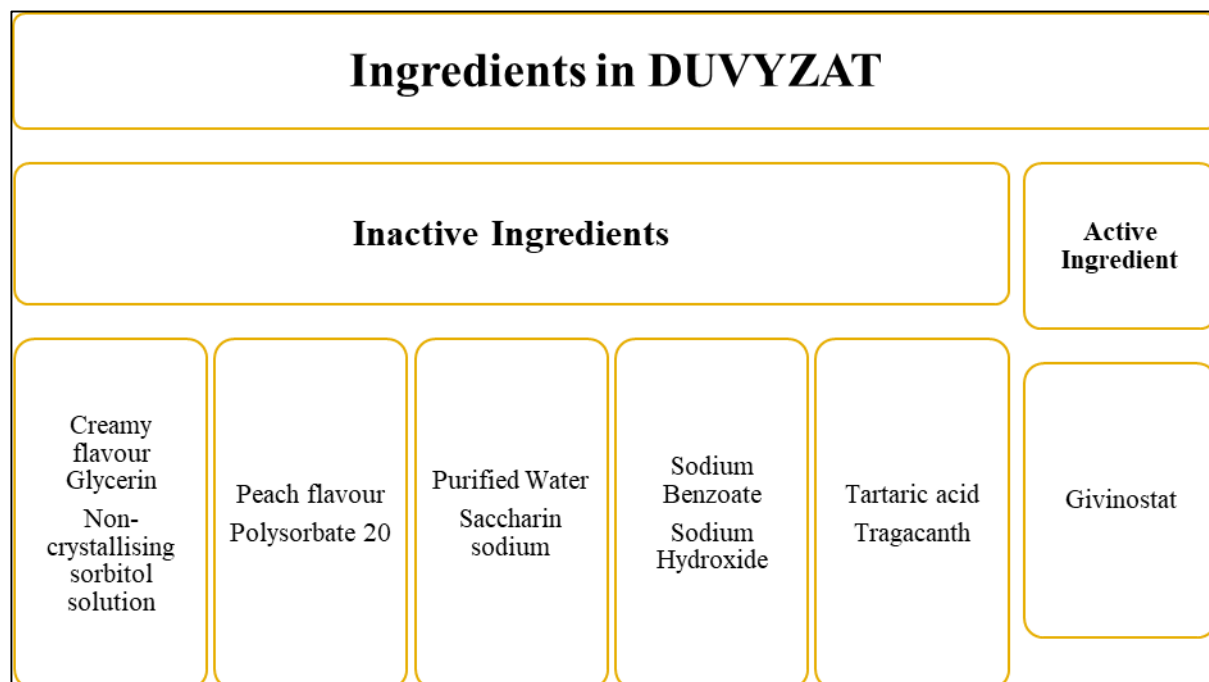 Ingredients in DUVYZAT
Inactive Ingredients
Active
Ingredient
Creamy
flavour
Glycerin
Non-
crystallising
sorbitol
solution
Peach flavour
Polysorbate 20
Purified Water
Saccharin
sodium
Sodium
Benzoate
Sodium
Hydroxide
Tartaric acid
Tragacanth
Givinostat